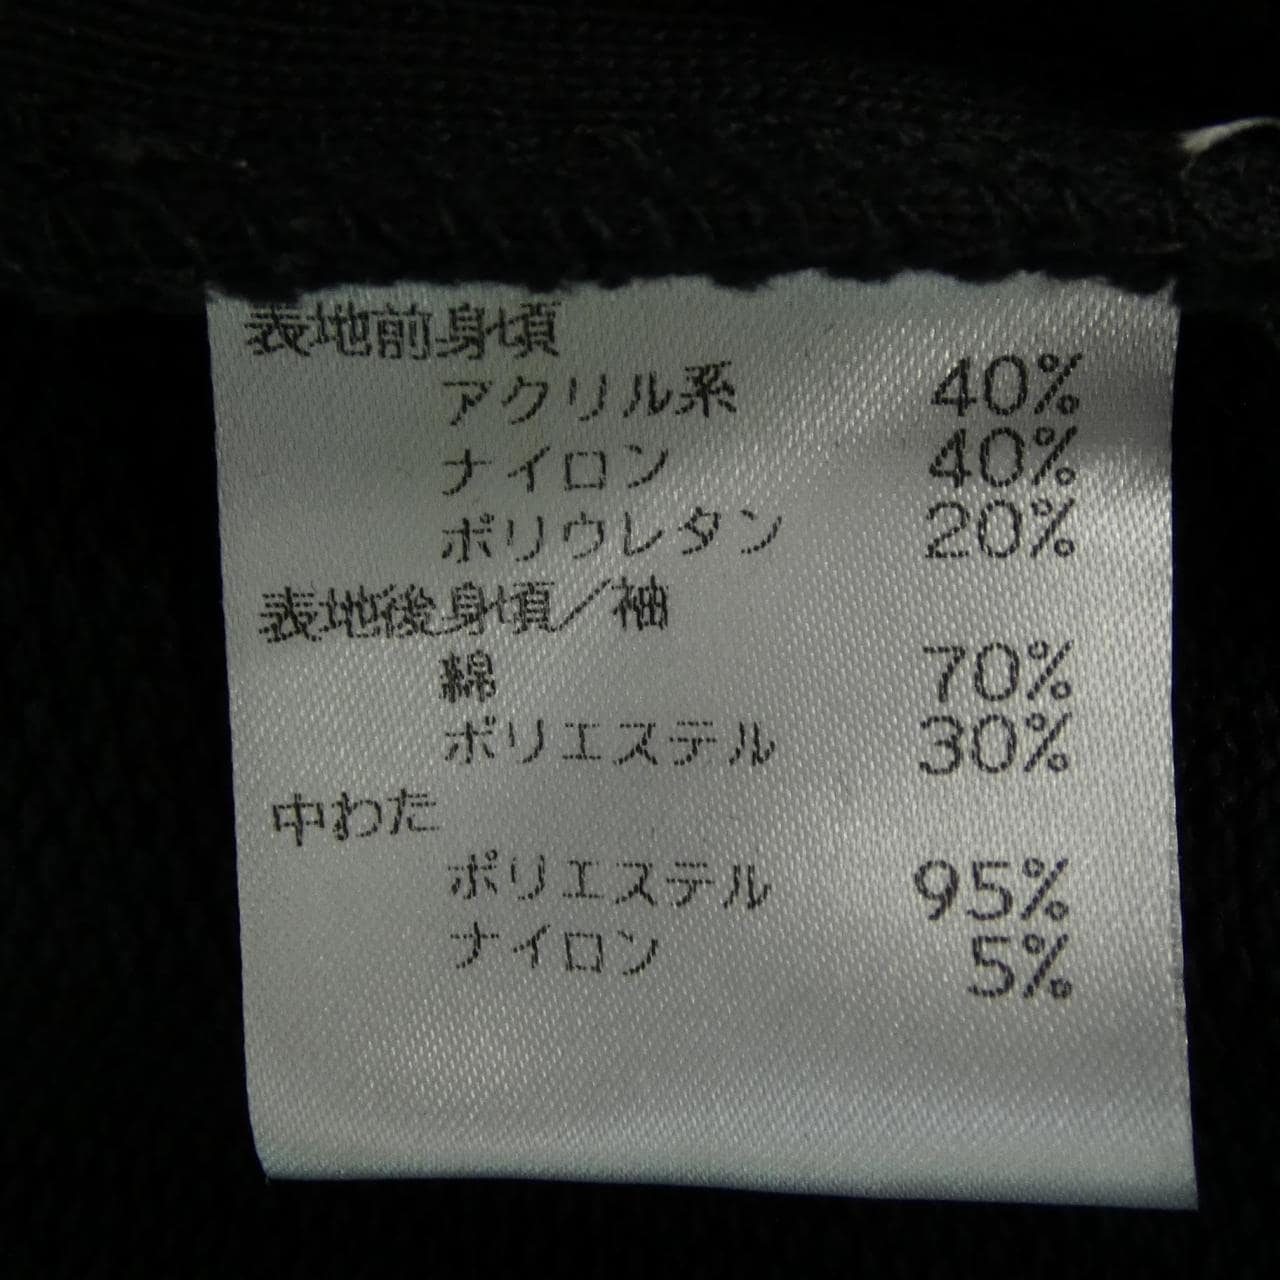 表地前身頃
アクリル系 40%
ナイロン 40%
ポリウレタン 20%
表地後身頃/袖
綿 70%
ポリエステル 30%
中わた
ポリエステル 95%
ナイロン 5%